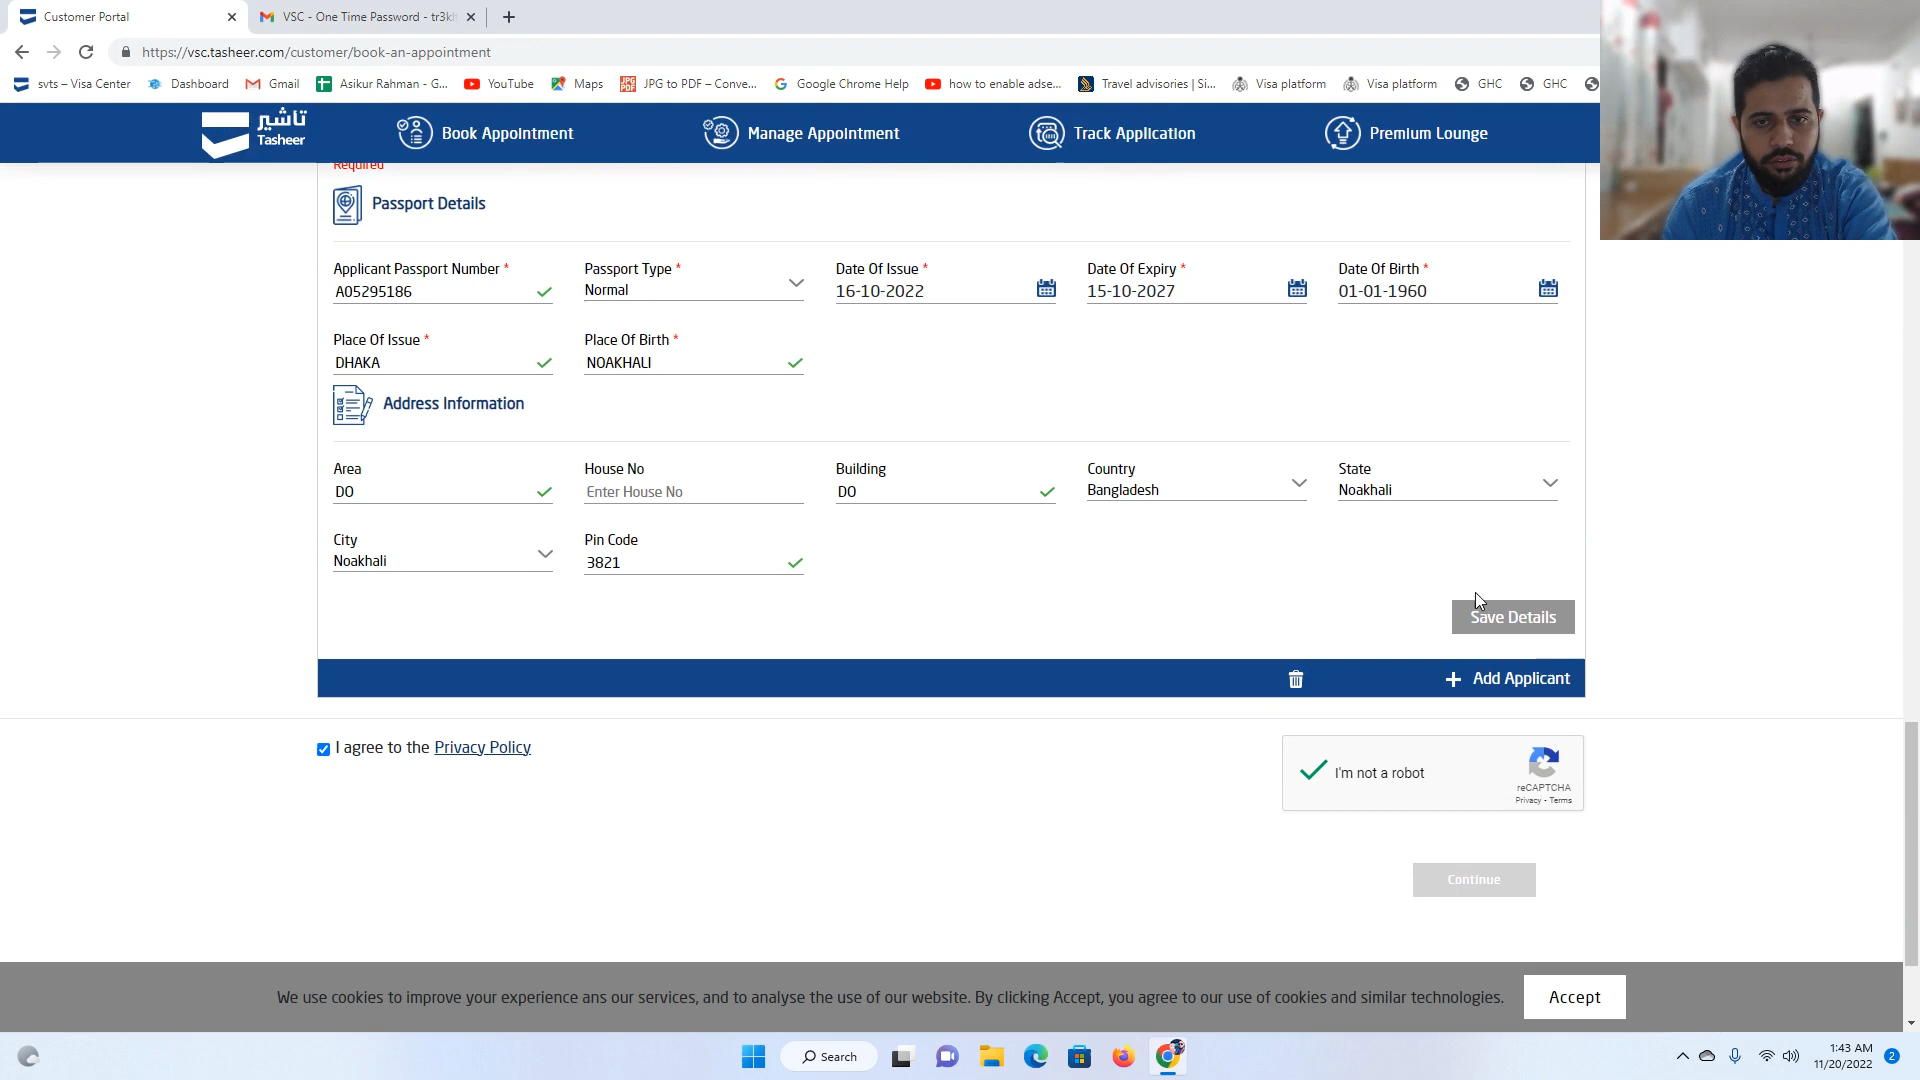 Customer Portal
VSC - One Time Password - tr3kl
https://vsc.tasheer.com/customer/book-an-appointment
svts – Visa Center
Dashboard
Gmail
Asikur Rahman - G...
YouTube
Maps
JPG to PDF – Conve...
Google Chrome Help
how to enable adse...
Travel advisories | Si...
Visa platform
Visa platform
GHC
GHC
تاشير
Tasheer
Book Appointment
Manage Appointment
Track Application
Premium Lounge
Required
Passport Details
Applicant Passport Number *
Passport Type *
Date Of Issue *
Date Of Expiry *
Date Of Birth *
A05295186
Normal
16-10-2022
15-10-2027
01-01-1960
Place Of Issue *
Place Of Birth *
DHAKA
NOAKHALI
Address Information
Area
House No
Building
Country
State
DO
Enter House No
DO
Bangladesh
Noakhali
City
Pin Code
Noakhali
3821
Save Details
+ Add Applicant
I agree to the Privacy Policy
I'm not a robot
reCAPTCHA
Privacy - Terms
Continue
We use cookies to improve your experience ans our services, and to analyse the use of our website. By clicking Accept, you agree to our use of cookies and similar technologies.
Accept
Search
1:43 AM
11/20/2022
2